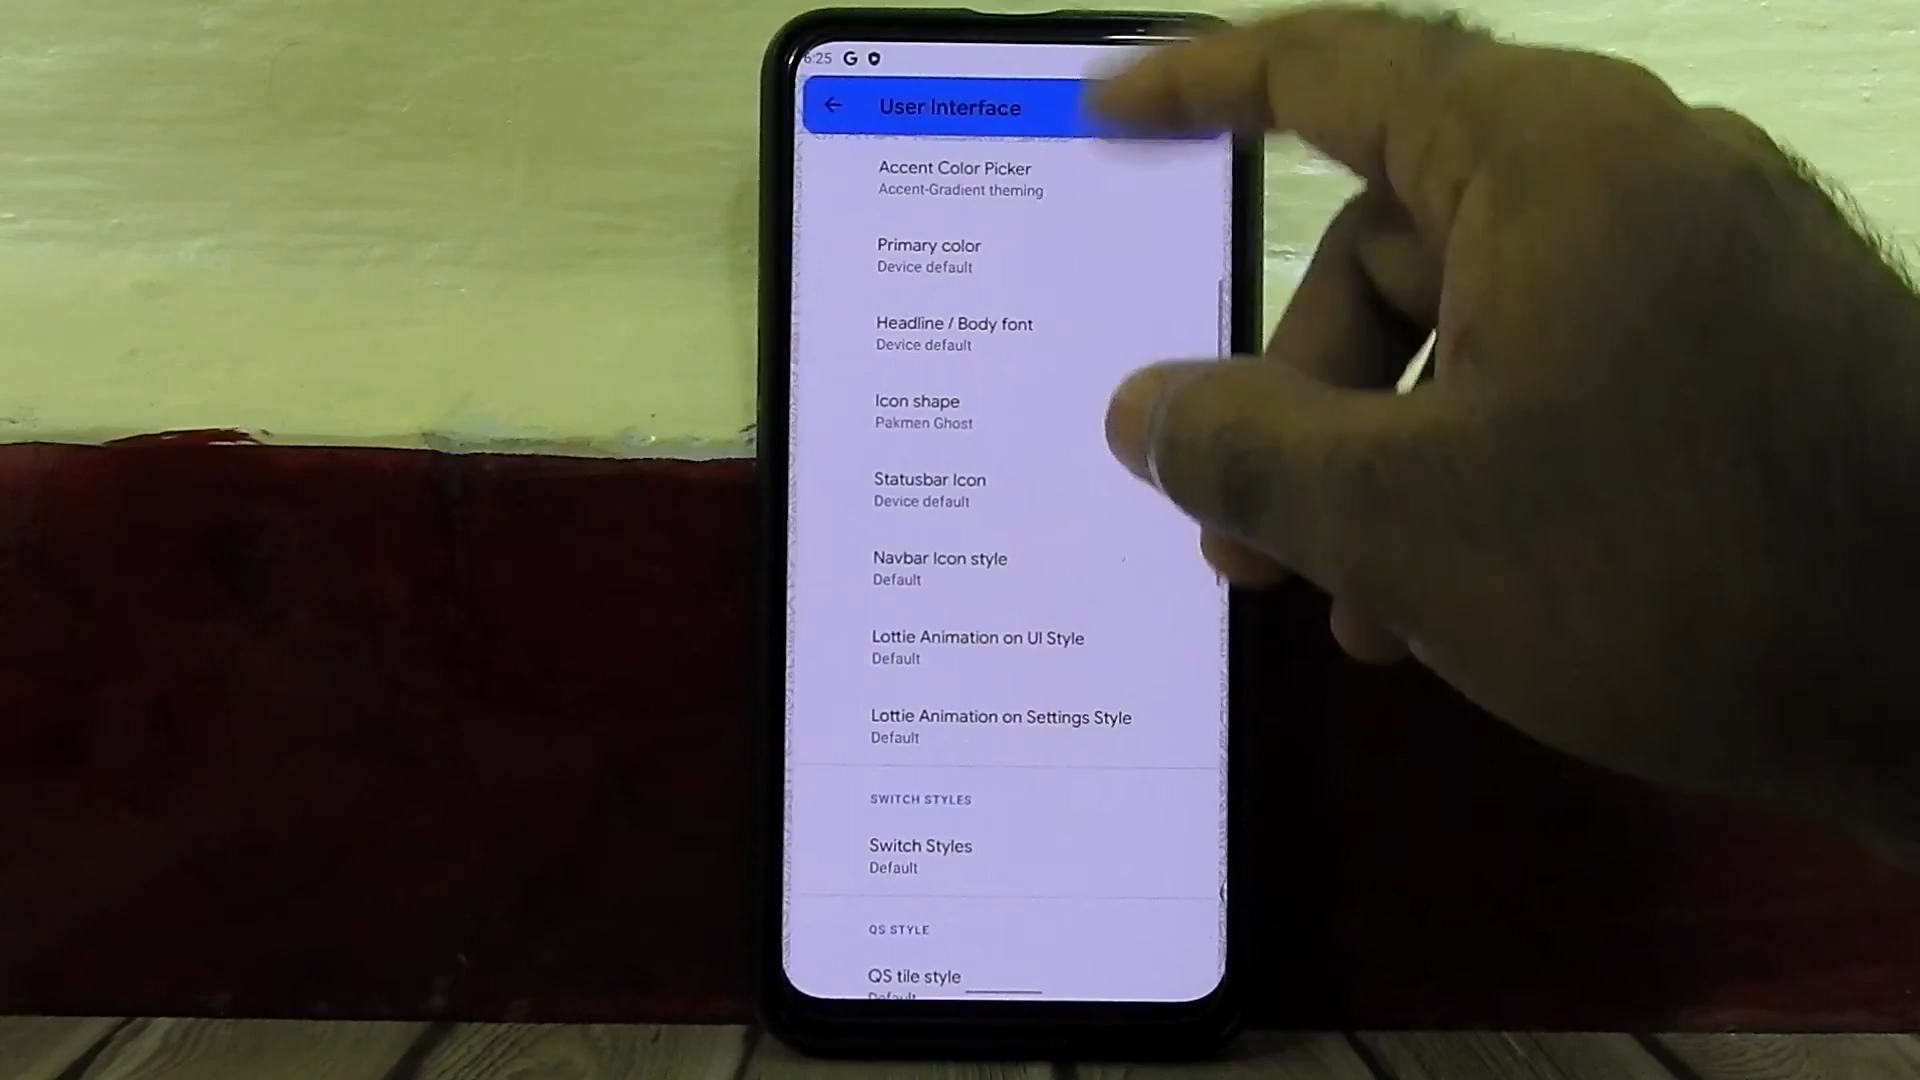 6:25 G
User Interface
Accent Color Picker
Accent-Gradient theming
Primary color
Device default
Headline / Body font
Device default
Icon shape
Pakmen Ghost
Statusbar Icon
Device default
Navbar Icon style
Default
Lottie Animation on UI Style
Default
Lottie Animation on Settings Style
Default
SWITCH STYLES
Switch Styles
Default
QS STYLE
QS tile style
Default